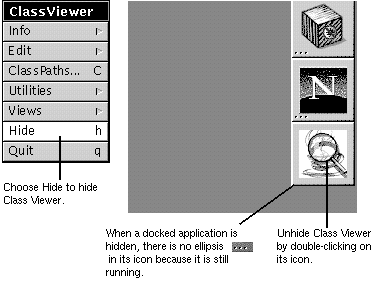 ClassViewer
Info
Edit
ClassPaths... C
Utilities
Views
Hide h
Quit q
N
Choose Hide to hide
Class Viewer.
When a docked application is
hidden, there is no ellipsis ...
in its icon because it is still
running.
Unhide Class Viewer
by double-clicking on
its icon.